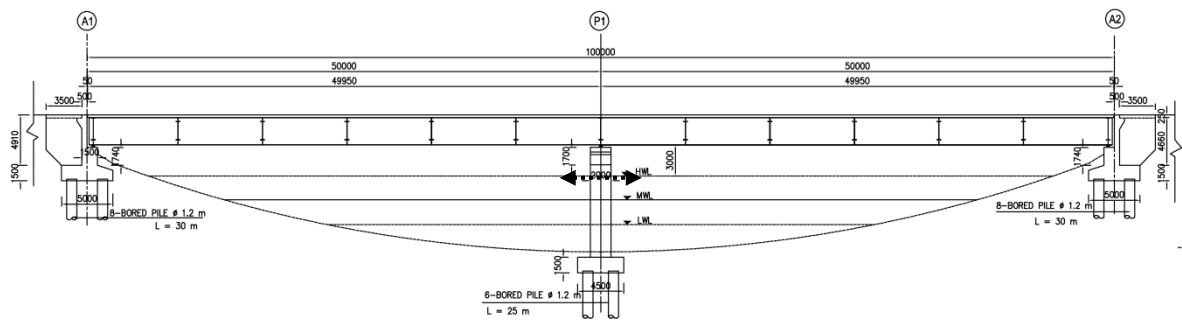 A1
P1
A2
100000
50000
50000
50
49950
49950
50
500
500
3500
3500
4910
1500
1500
1740
5000
1700
2000
3000
HWL
MWL
LWL
1740
250
4660
1500
5000
8-BORED PILE ø 1.2 m
L = 30 m
8-BORED PILE ø 1.2 m
L = 30 m
1500
4500
6-BORED PILE ø 1.2 m
L = 25 m